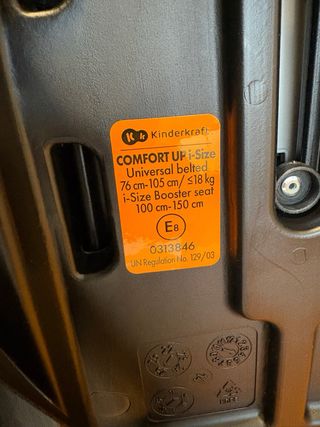 Kinderkraft
COMFORT UP i-Size
Universal belted
76 cm-105 cm/ ≤18 kg
i-Size Booster seat
100 cm-150 cm
E8
0313846
UN Regulation No. 129/03